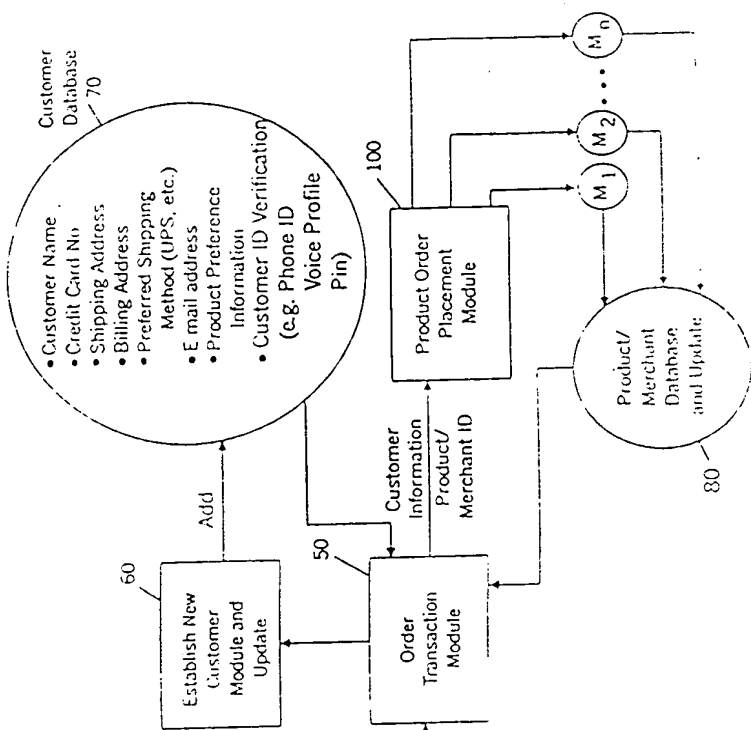 Customer
Database
70
• Customer Name
• Credit Card No
• Shipping Address
• Billing Address
• Preferred Shipping
Method (UPS, etc.)
• E mail address
• Product Preference
Information
• Customer ID Verification
(e.g. Phone ID
Voice Profile
Pin)
60
Establish New
Customer
Module and
Update
Add
50
Order
Transaction
Module
Customer
Information
Product/
Merchant ID
100
Product Order
Placement
Module
M1
M2
• • •
Mn
Product/
Merchant
Database
and Update
80